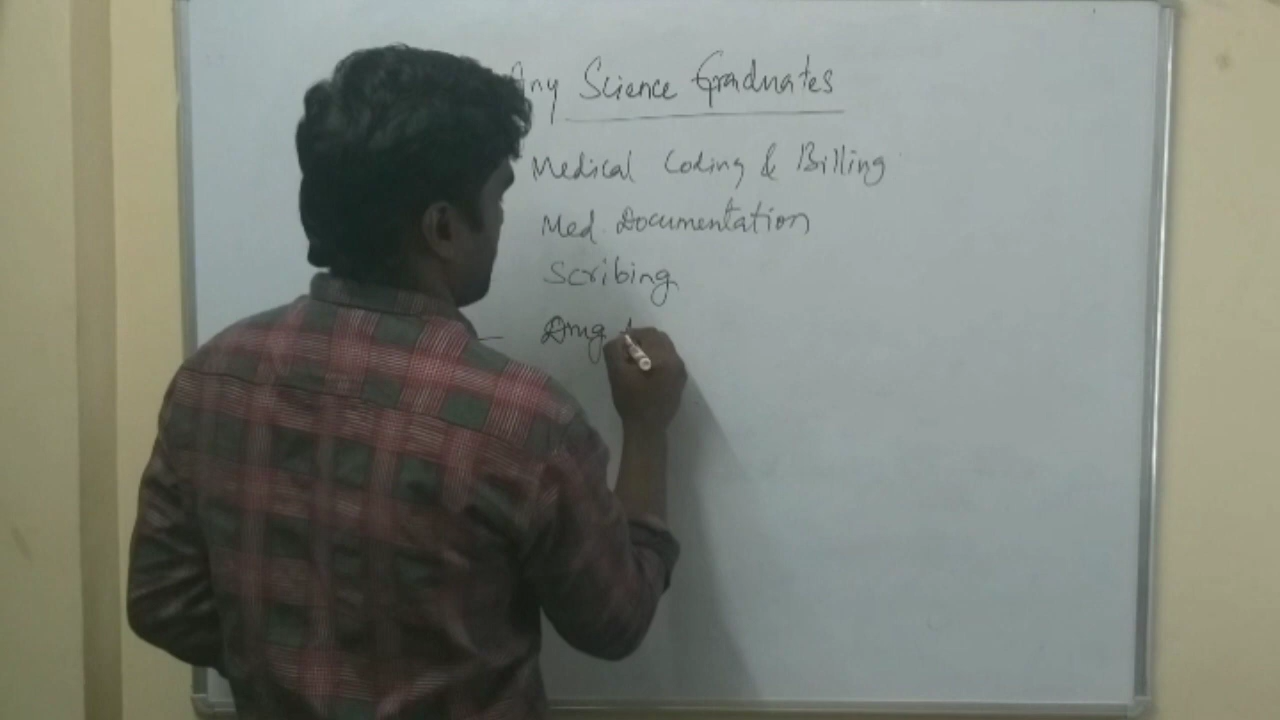 Any Science Graduates
Medical Coding & Billing
Med. Documentation
Scribing
Drug